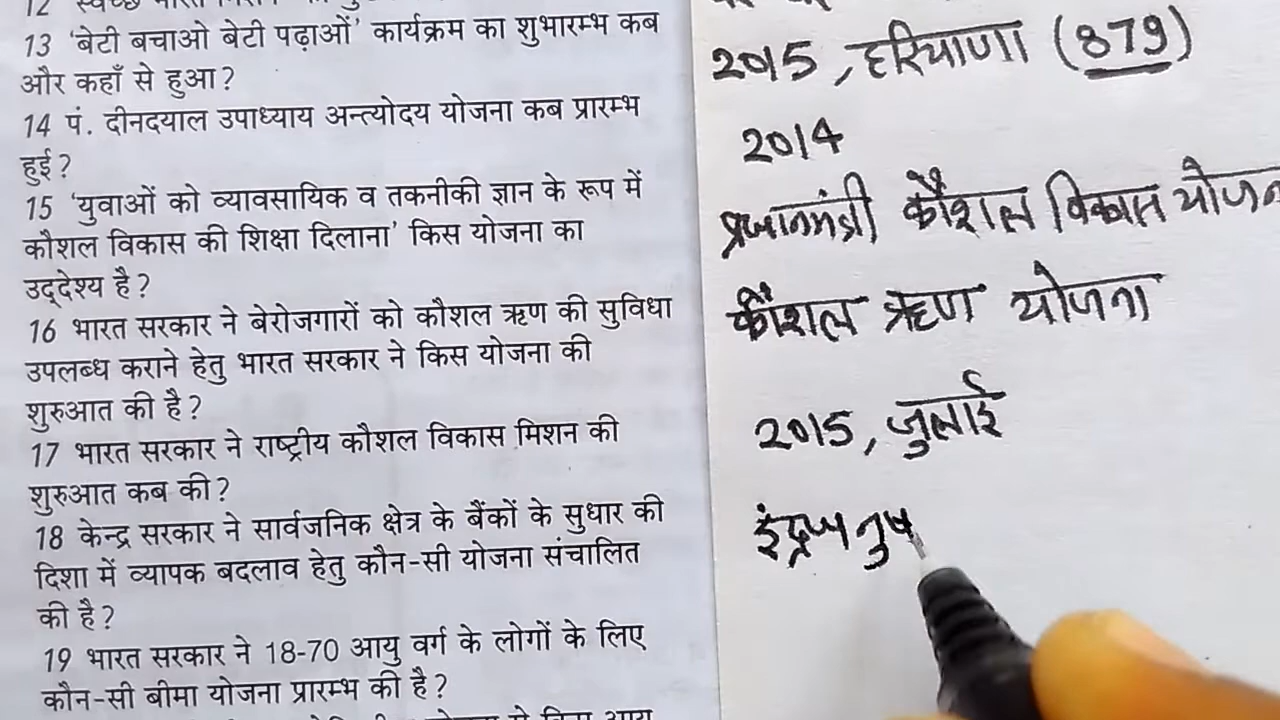 13 'बेटी बचाओ बेटी पढ़ाओं' कार्यक्रम का शुभारम्भ कब
और कहाँ से हुआ?
14 पं. दीनदयाल उपाध्याय अन्त्योदय योजना कब प्रारम्भ
हुई?
15 'युवाओं को व्यावसायिक व तकनीकी ज्ञान के रूप में
कौशल विकास की शिक्षा दिलाना' किस योजना का
उद्देश्य है?
16 भारत सरकार ने बेरोजगारों को कौशल ऋण की सुविधा
उपलब्ध कराने हेतु भारत सरकार ने किस योजना की
शुरुआत की है?
17 भारत सरकार ने राष्ट्रीय कौशल विकास मिशन की
शुरुआत कब की?
18 केन्द्र सरकार ने सार्वजनिक क्षेत्र के बैंकों के सुधार की
दिशा में व्यापक बदलाव हेतु कौन-सी योजना संचालित
की है?
19 भारत सरकार ने 18-70 आयु वर्ग के लोगों के लिए
कौन-सी बीमा योजना प्रारम्भ की है?
2015, हरियाणा (879)
2014
प्रधानमंत्री कौशल विकास योजन
कौशल ऋण योजना
2015, जुलाई
इंद्रधनुष